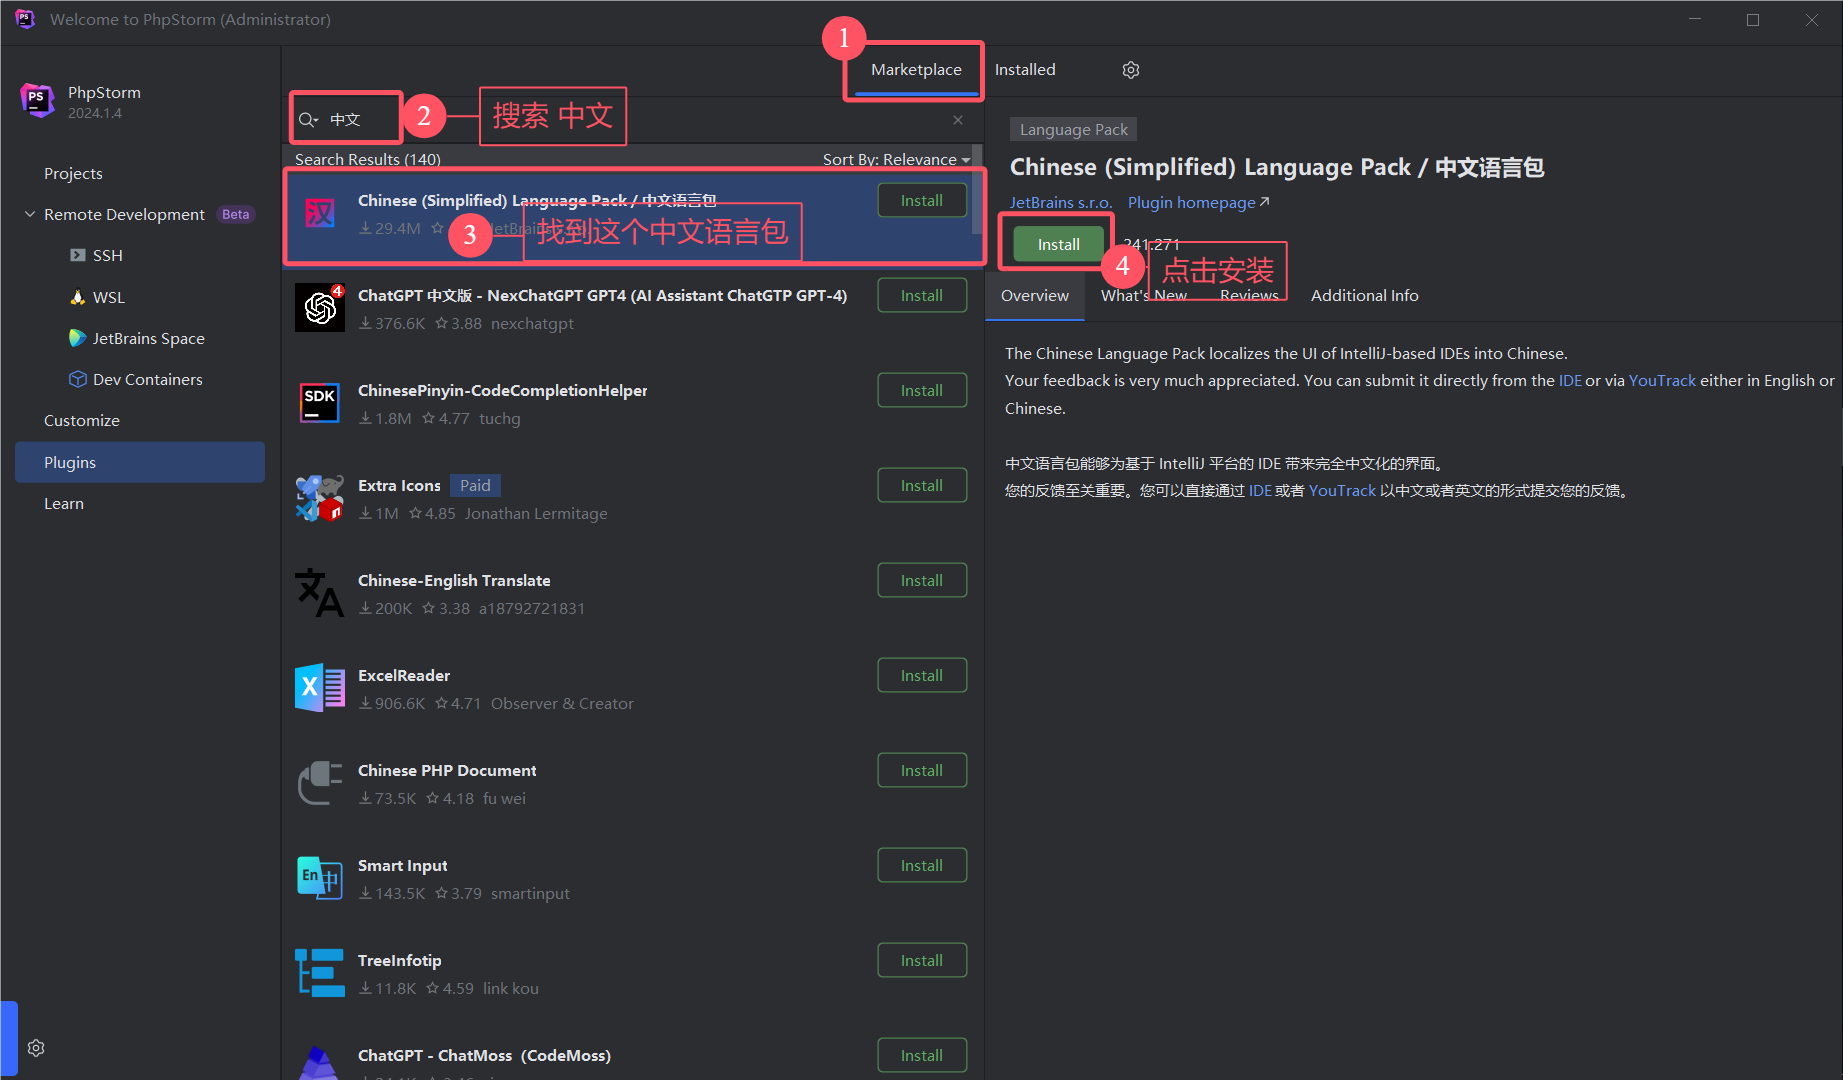 Welcome to PhpStorm (Administrator)
PhpStorm
2024.1.4
Projects
Remote Development Beta
SSH
WSL
JetBrains Space
Dev Containers
Customize
Plugins
Learn
1
Marketplace
Installed
中文
2
搜索 中文
Search Results (140)
Sort By: Relevance
Chinese (Simplified) Language Pack / 中文语言包
Install
29.4M
3
找到这个中文语言包
ChatGPT 中文版 - NexChatGPT GPT4 (AI Assistant ChatGTP GPT-4)
Install
4
376.6K 3.88 nexchatgpt
SDK
ChinesePinyin-CodeCompletionHelper
Install
1.8M 4.77 tuchg
Extra Icons Paid
Install
1M 4.85 Jonathan Lermitage
Chinese-English Translate
Install
200K 3.38 a18792721831
ExcelReader
Install
906.6K 4.71 Observer & Creator
Chinese PHP Document
Install
73.5K 4.18 fu wei
Smart Input
Install
En 中
143.5K 3.79 smartinput
TreeInfotip
Install
11.8K 4.59 link kou
ChatGPT - ChatMoss (CodeMoss)
Install
Language Pack
Chinese (Simplified) Language Pack / 中文语言包
JetBrains s.r.o. Plugin homepage
Install
241.271
4
点击安装
Overview What's New Reviews Additional Info
The Chinese Language Pack localizes the UI of IntelliJ-based IDEs into Chinese.
Your feedback is very much appreciated. You can submit it directly from the IDE or via YouTrack either in English or
Chinese.
中文语言包能够为基于 IntelliJ 平台的 IDE 带来完全中文化的界面。
您的反馈至关重要。您可以直接通过 IDE 或者 YouTrack 以中文或者英文的形式提交您的反馈。